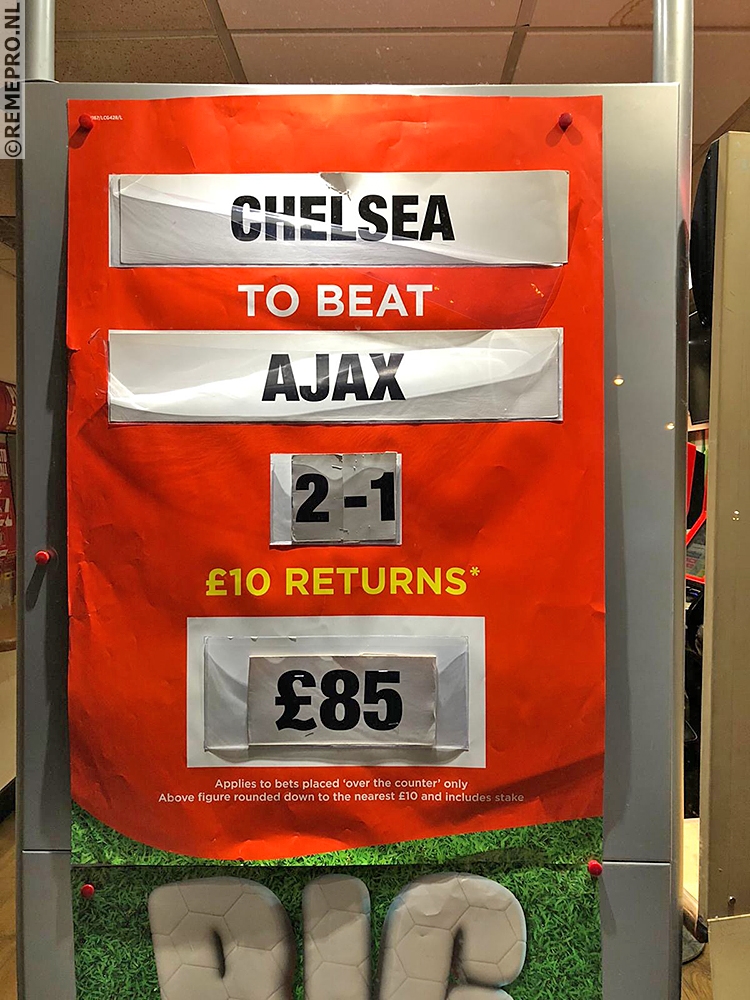 ©REMEPRO.NL
CHELSEA
TO BEAT
AJAX
2 -1
£10 RETURNS*
£85
Applies to bets placed 'over the counter' only
Above figure rounded down to the nearest £10 and includes stake
BIG